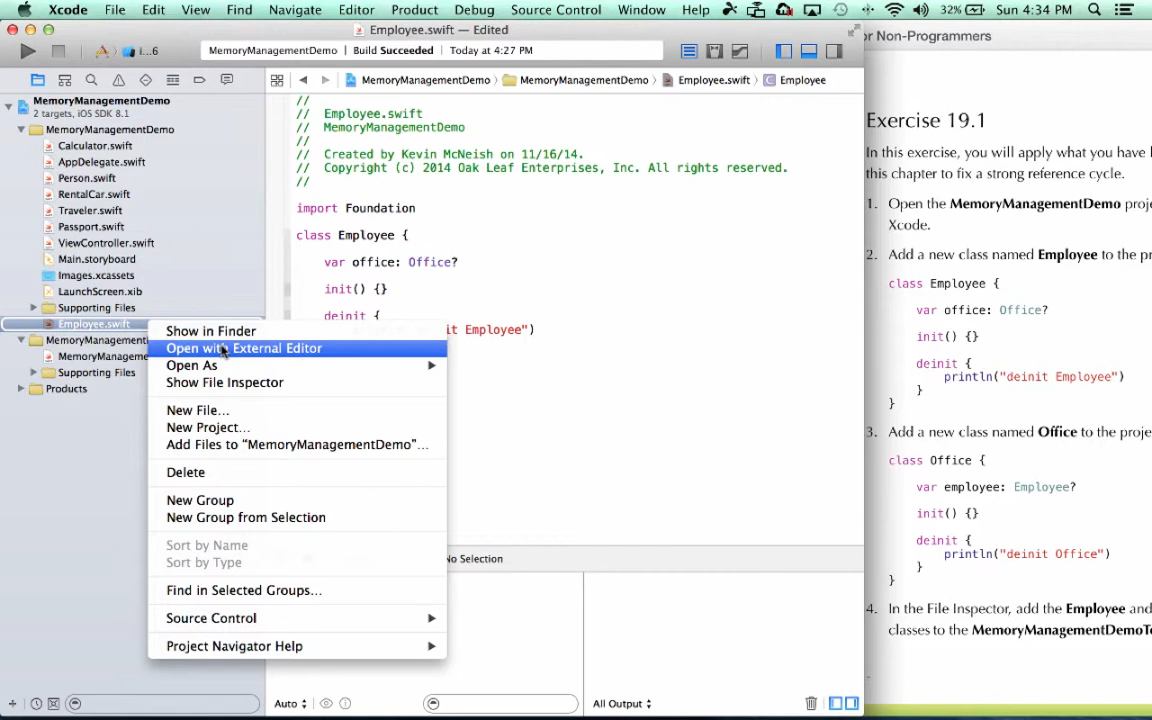 Xcode File Edit View Find Navigate Editor Product Debug Source Control Window Help 32% Sun 4:34 PM
Employee.swift — Edited
or Non-Programmers
i...6 MemoryManagementDemo Build Succeeded Today at 4:27 PM
MemoryManagementDemo MemoryManagementDemo Employee.swift Employee
MemoryManagementDemo
2 targets, iOS SDK 8.1
MemoryManagementDemo
Calculator.swift
AppDelegate.swift
Person.swift
RentalCar.swift
Traveler.swift
Passport.swift
ViewController.swift
Main.storyboard
Images.xcassets
LaunchScreen.xib
Supporting Files
Employee.swift
MemoryManagement
MemoryManageme
Supporting Files
Products
//
// Employee.swift
// MemoryManagementDemo
//
// Created by Kevin McNeish on 11/16/14.
// Copyright (c) 2014 Oak Leaf Enterprises, Inc. All rights reserved.
//
import Foundation
class Employee {
var office: Office?
init() {}
deinit {
nit Employee")
Show in Finder
Open with External Editor
Open As
Show File Inspector
New File...
New Project...
Add Files to “MemoryManagementDemo”...
Delete
New Group
New Group from Selection
Sort by Name
Sort by Type
Find in Selected Groups...
Source Control
Project Navigator Help
No Selection
Auto
All Output
Exercise 19.1
In this exercise, you will apply what you have l
this chapter to fix a strong reference cycle.
1. Open the MemoryManagementDemo proje
Xcode.
2. Add a new class named Employee to the pr
class Employee {
var office: Office?
init() {}
deinit {
println("deinit Employee")
}
}
3. Add a new class named Office to the proje
class Office {
var employee: Employee?
init() {}
deinit {
println("deinit Office")
}
}
4. In the File Inspector, add the Employee and
classes to the MemoryManagementDemoTe